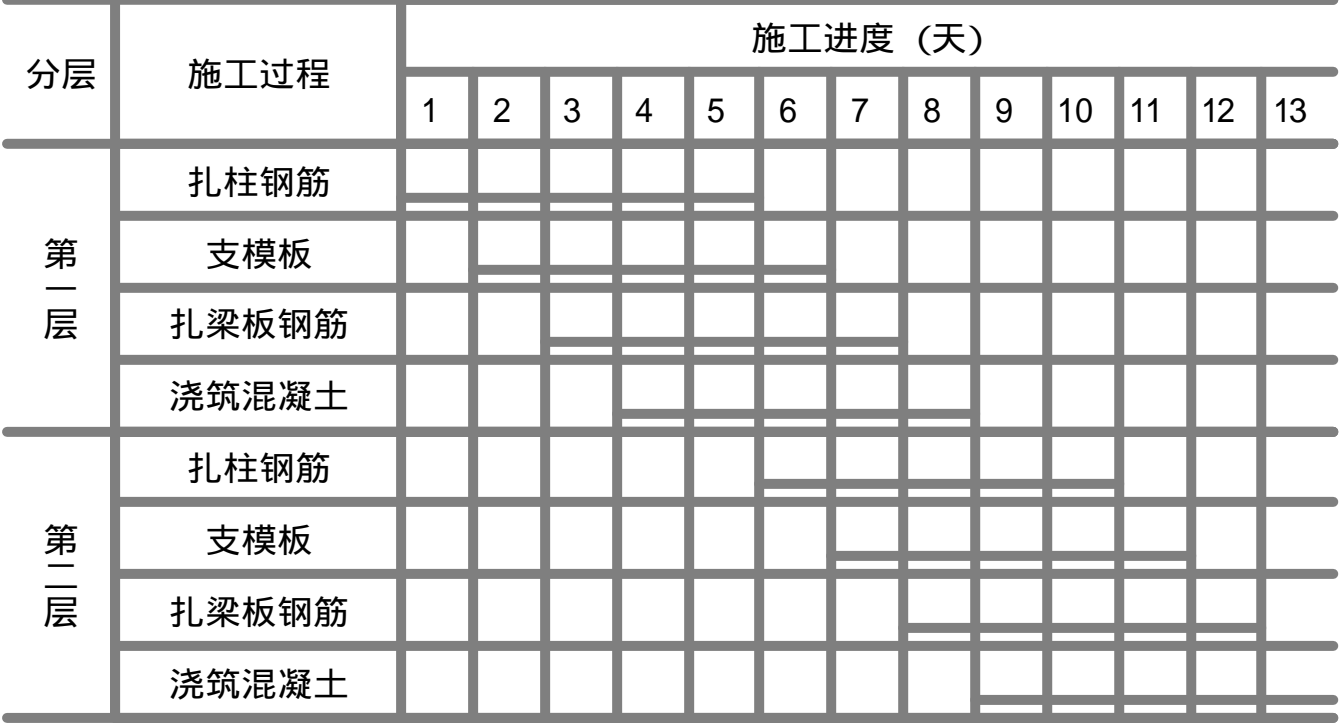 分层 施工过程 施工进度（天）
1 2 3 4 5 6 7 8 9 10 11 12 13
第一层
扎柱钢筋
支模板
扎梁板钢筋
浇筑混凝土
第二层
扎柱钢筋
支模板
扎梁板钢筋
浇筑混凝土